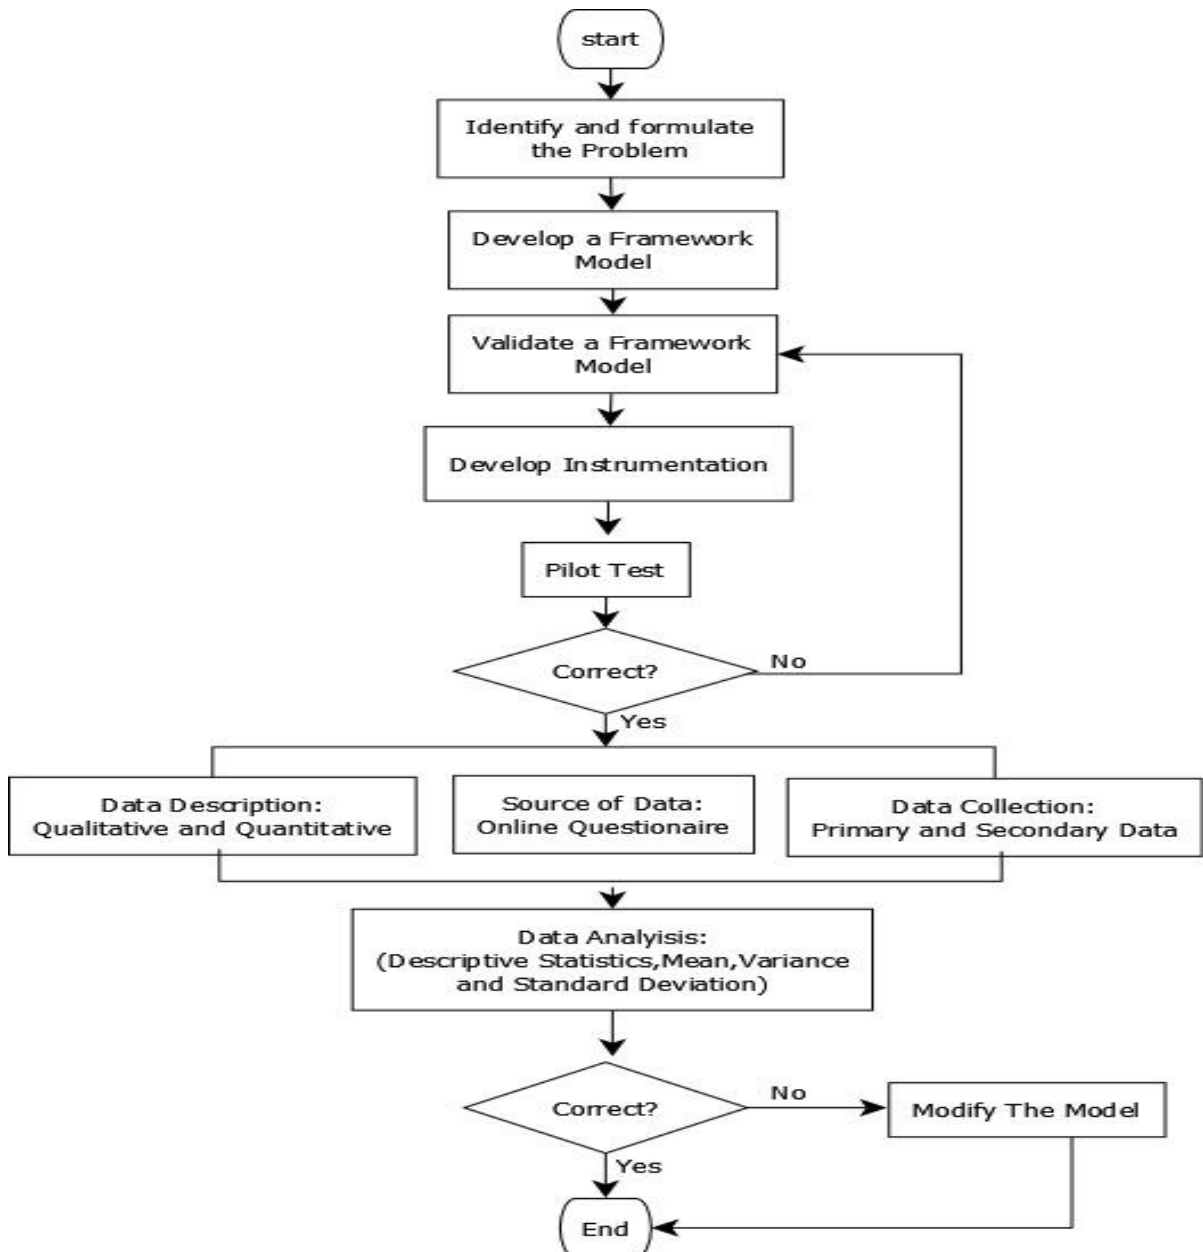 start
Identify and formulate
the Problem
Develop a Framework
Model
Validate a Framework
Model
Develop Instrumentation
Pilot Test
Correct?
No
Yes
Data Description:
Qualitative and Quantitative
Source of Data:
Online Questionaire
Data Collection:
Primary and Secondary Data
Data Analyisis:
(Descriptive Statistics,Mean,Variance
and Standard Deviation)
Correct?
No
Modify The Model
Yes
End